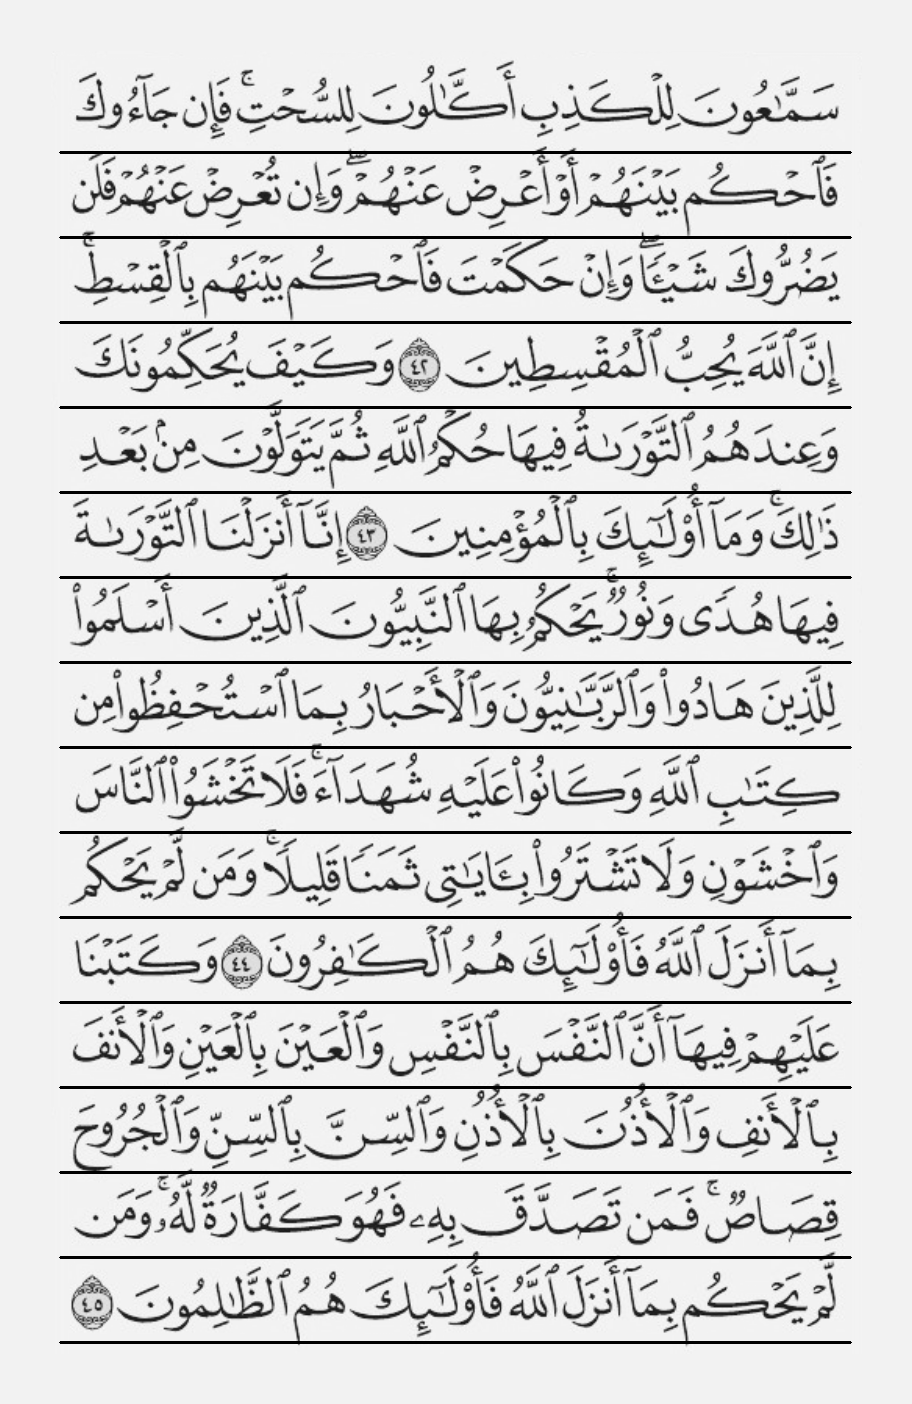 سَمَّٰعُونَ لِلْكَذِبِ أَكَّٰلُونَ لِلسُّحْتِ ۚ فَإِن جَآءُوكَ
فَٱحْكُم بَيْنَهُمْ أَوْ أَعْرِضْ عَنْهُمْ ۖ وَإِن تُعْرِضْ عَنْهُمْ فَلَن
يَضُرُّوكَ شَيْـًٔا ۖ وَإِنْ حَكَمْتَ فَٱحْكُم بَيْنَهُم بِٱلْقِسْطِ ۚ
إِنَّ ٱللَّهَ يُحِبُّ ٱلْمُقْسِطِينَ ٤٢ وَكَيْفَ يُحَكِّمُونَكَ
وَعِندَهُمُ ٱلتَّوْرَىٰةُ فِيهَا حُكْمُ ٱللَّهِ ثُمَّ يَتَوَلَّوْنَ مِنۢ بَعْدِ
ذَٰلِكَ ۚ وَمَآ أُو۟لَٰٓئِكَ بِٱلْمُؤْمِنِينَ ٤٣ إِنَّآ أَنزَلْنَا ٱلتَّوْرَىٰةَ
فِيهَا هُدًى وَنُورٌ ۚ يَحْكُمُ بِهَا ٱلنَّبِيُّونَ ٱلَّذِينَ أَسْلَمُوا۟
لِلَّذِينَ هَادُوا۟ وَٱلرَّبَّٰنِيُّونَ وَٱلْأَحْبَارُ بِمَا ٱسْتُحْفِظُوا۟ مِن
كِتَٰبِ ٱللَّهِ وَكَانُوا۟ عَلَيْهِ شُهَدَآءَ ۚ فَلَا تَخْشَوُا۟ ٱلنَّاسَ
وَٱخْشَوْنِ وَلَا تَشْتَرُوا۟ بِـَٔايَٰتِى ثَمَنًا قَلِيلًا ۚ وَمَن لَّمْ يَحْكُم
بِمَآ أَنزَلَ ٱللَّهُ فَأُو۟لَٰٓئِكَ هُمُ ٱلْكَٰفِرُونَ ٤٤ وَكَتَبْنَا
عَلَيْهِمْ فِيهَآ أَنَّ ٱلنَّفْسَ بِٱلنَّفْسِ وَٱلْعَيْنَ بِٱلْعَيْنِ وَٱلْأَنفَ
بِٱلْأَنفِ وَٱلْأُذُنَ بِٱلْأُذُنِ وَٱلسِّنَّ بِٱلسِّنِّ وَٱلْجُرُوحَ
قِصَاصٌ ۚ فَمَن تَصَدَّقَ بِهِۦ فَهُوَ كَفَّارَةٌ لَّهُۥ ۚ وَمَن
لَّمْ يَحْكُم بِمَآ أَنزَلَ ٱللَّهُ فَأُو۟لَٰٓئِكَ هُمُ ٱلظَّٰلِمُونَ ٤٥